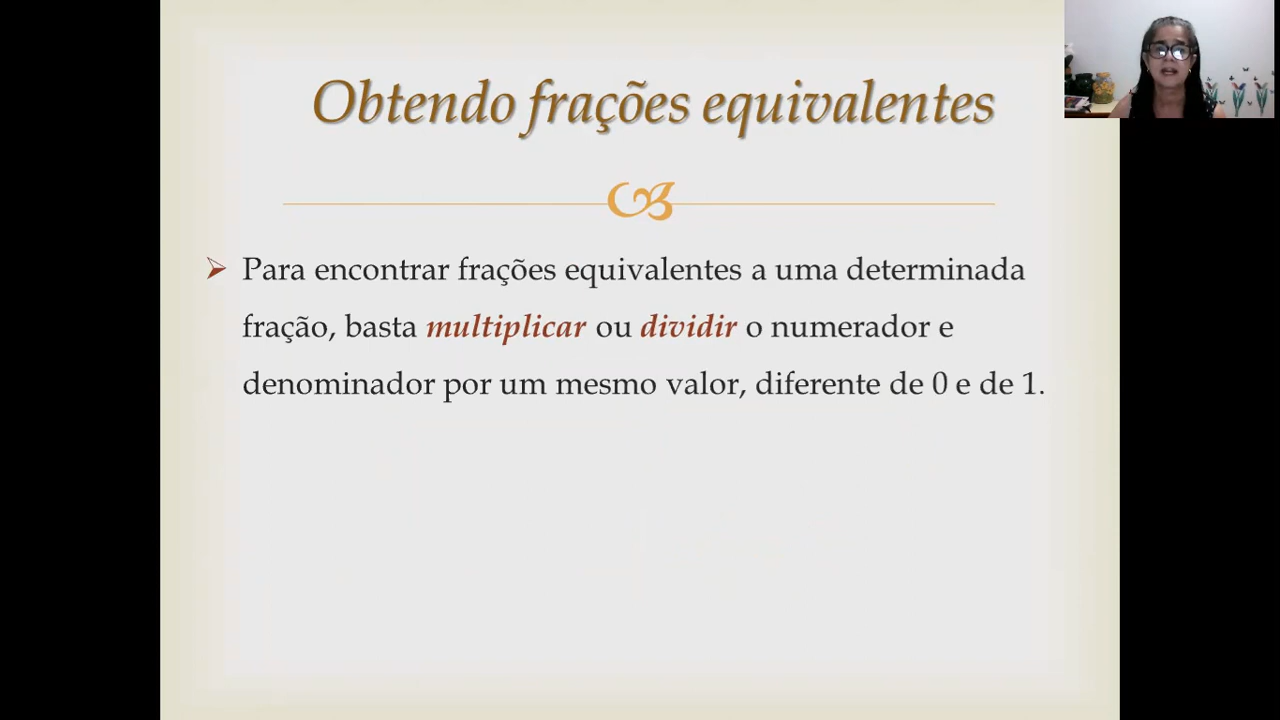 Obtendo frações equivalentes
Para encontrar frações equivalentes a uma determinada
fração, basta multiplicar ou dividir o numerador e
denominador por um mesmo valor, diferente de 0 e de 1.